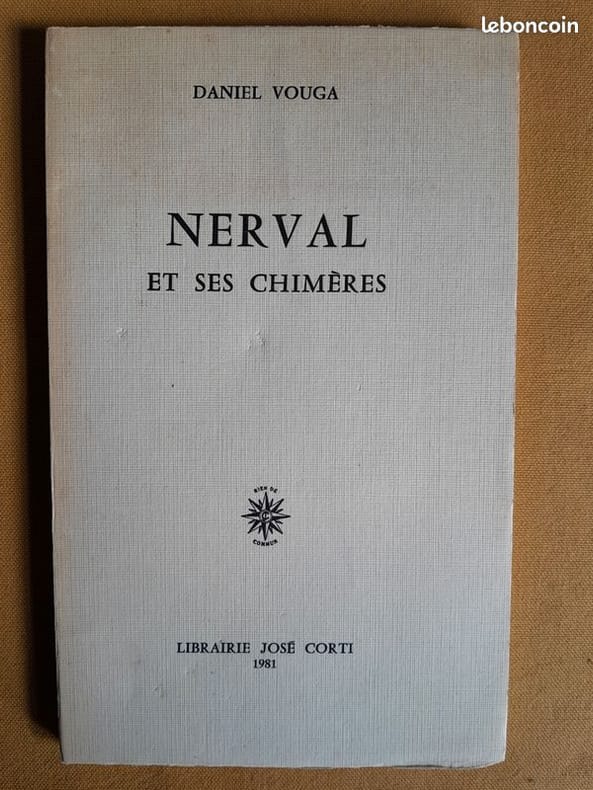 leboncoin
DANIEL VOUGA
NERVAL
ET SES CHIMÈRES
RIEN DE
COMMUN
LIBRAIRIE JOSÉ CORTI
1981